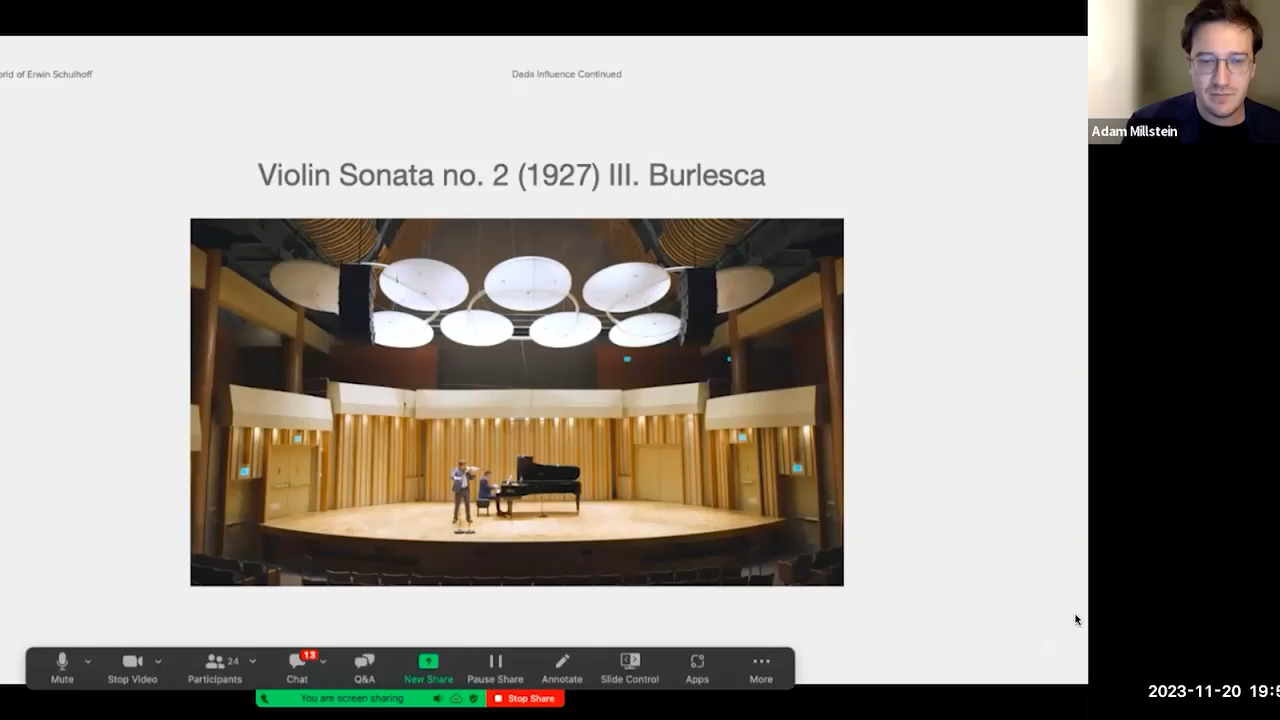 orld of Erwin Schulhoff
Dada Influence Continued
Violin Sonata no. 2 (1927) III. Burlesca
Adam Millstein
Mute
Stop Video
24
Participants
13
Chat
Q&A
New Share
Pause Share
Annotate
Slide Control
Apps
More
You are screen sharing
Stop Share
2023-11-20 19:5